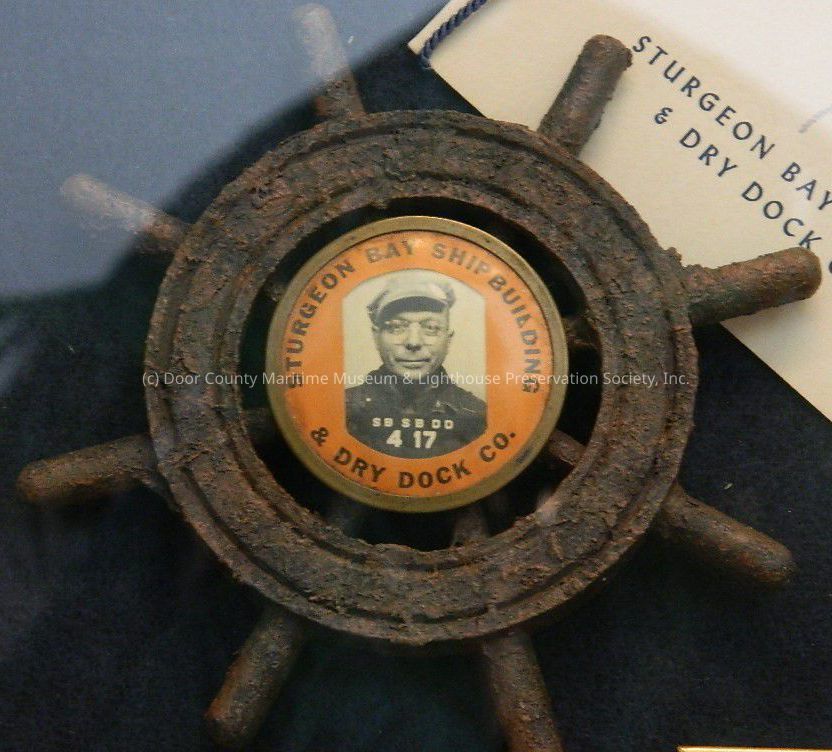 STURGEON BAY
& DRY DOCK
STURGEON BAY SHIPBUILDING
(c) Door County Maritime Museum & Lighthouse Preservation Society, Inc.
SB SB DD
4 17
& DRY DOCK CO.